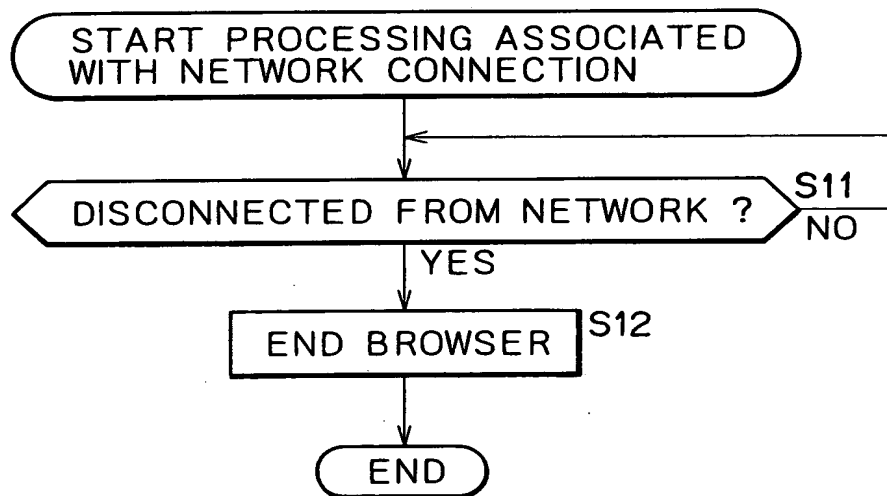 START PROCESSING ASSOCIATED
WITH NETWORK CONNECTION
DISCONNECTED FROM NETWORK ?
S11
NO
YES
END BROWSER
S12
END